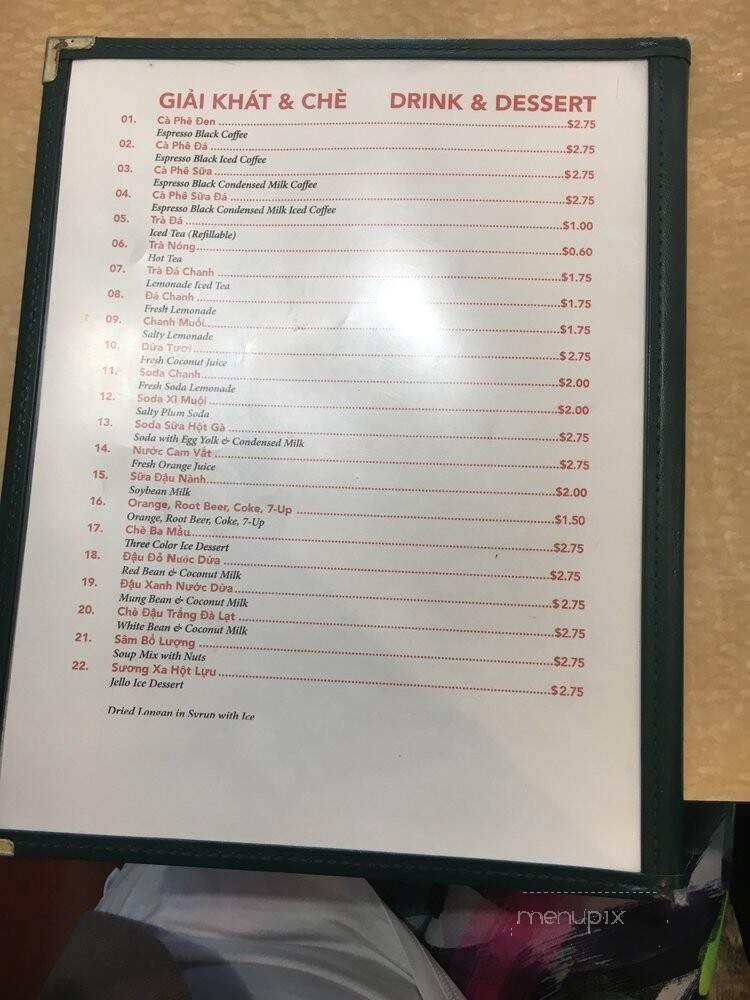 GIẢI KHÁT & CHÈ DRINK & DESSERT
01. Cà Phê Đen ........ $2.75
Espresso Black Coffee
02. Cà Phê Đá ........ $2.75
Espresso Black Iced Coffee
03. Cà Phê Sữa ........ $2.75
Espresso Black Condensed Milk Coffee
04. Cà Phê Sữa Đá ........ $2.75
Espresso Black Condensed Milk Iced Coffee
05. Trà Đá ........ $1.00
Iced Tea (Refillable)
06. Trà Nóng ........ $0.60
Hot Tea
07. Trà Đá Chanh ........ $1.75
Lemonade Iced Tea
08. Đá Chanh ........ $1.75
Fresh Lemonade
09. Chanh Muối ........ $1.75
Salty Lemonade
10. Dừa Tươi ........ $2.75
Fresh Coconut Juice
11. Soda Chanh ........ $2.00
Fresh Soda Lemonade
12. Soda Xí Muội ........ $2.00
Salty Plum Soda
13. Soda Sữa Hột Gà ........ $2.75
Soda with Egg Yolk & Condensed Milk
14. Nước Cam Vắt ........ $2.75
Fresh Orange Juice
15. Sữa Đậu Nành ........ $2.00
Soybean Milk
16. Orange, Root Beer, Coke, 7-Up ........ $1.50
Orange, Root Beer, Coke, 7-Up
17. Chè Ba Mầu ........ $2.75
Three Color Ice Dessert
18. Đậu Đỏ Nước Dừa ........ $2.75
Red Bean & Coconut Milk
19. Đậu Xanh Nước Dừa ........ $2.75
Mung Bean & Coconut Milk
20. Chè Đậu Trắng Đà Lạt ........ $2.75
White Bean & Coconut Milk
21. Sâm Bổ Lượng ........ $2.75
Soup Mix with Nuts
22. Sương Xa Hột Lựu ........ $2.75
Jello Ice Dessert
Dried Longan in Syrup with Ice
menupix